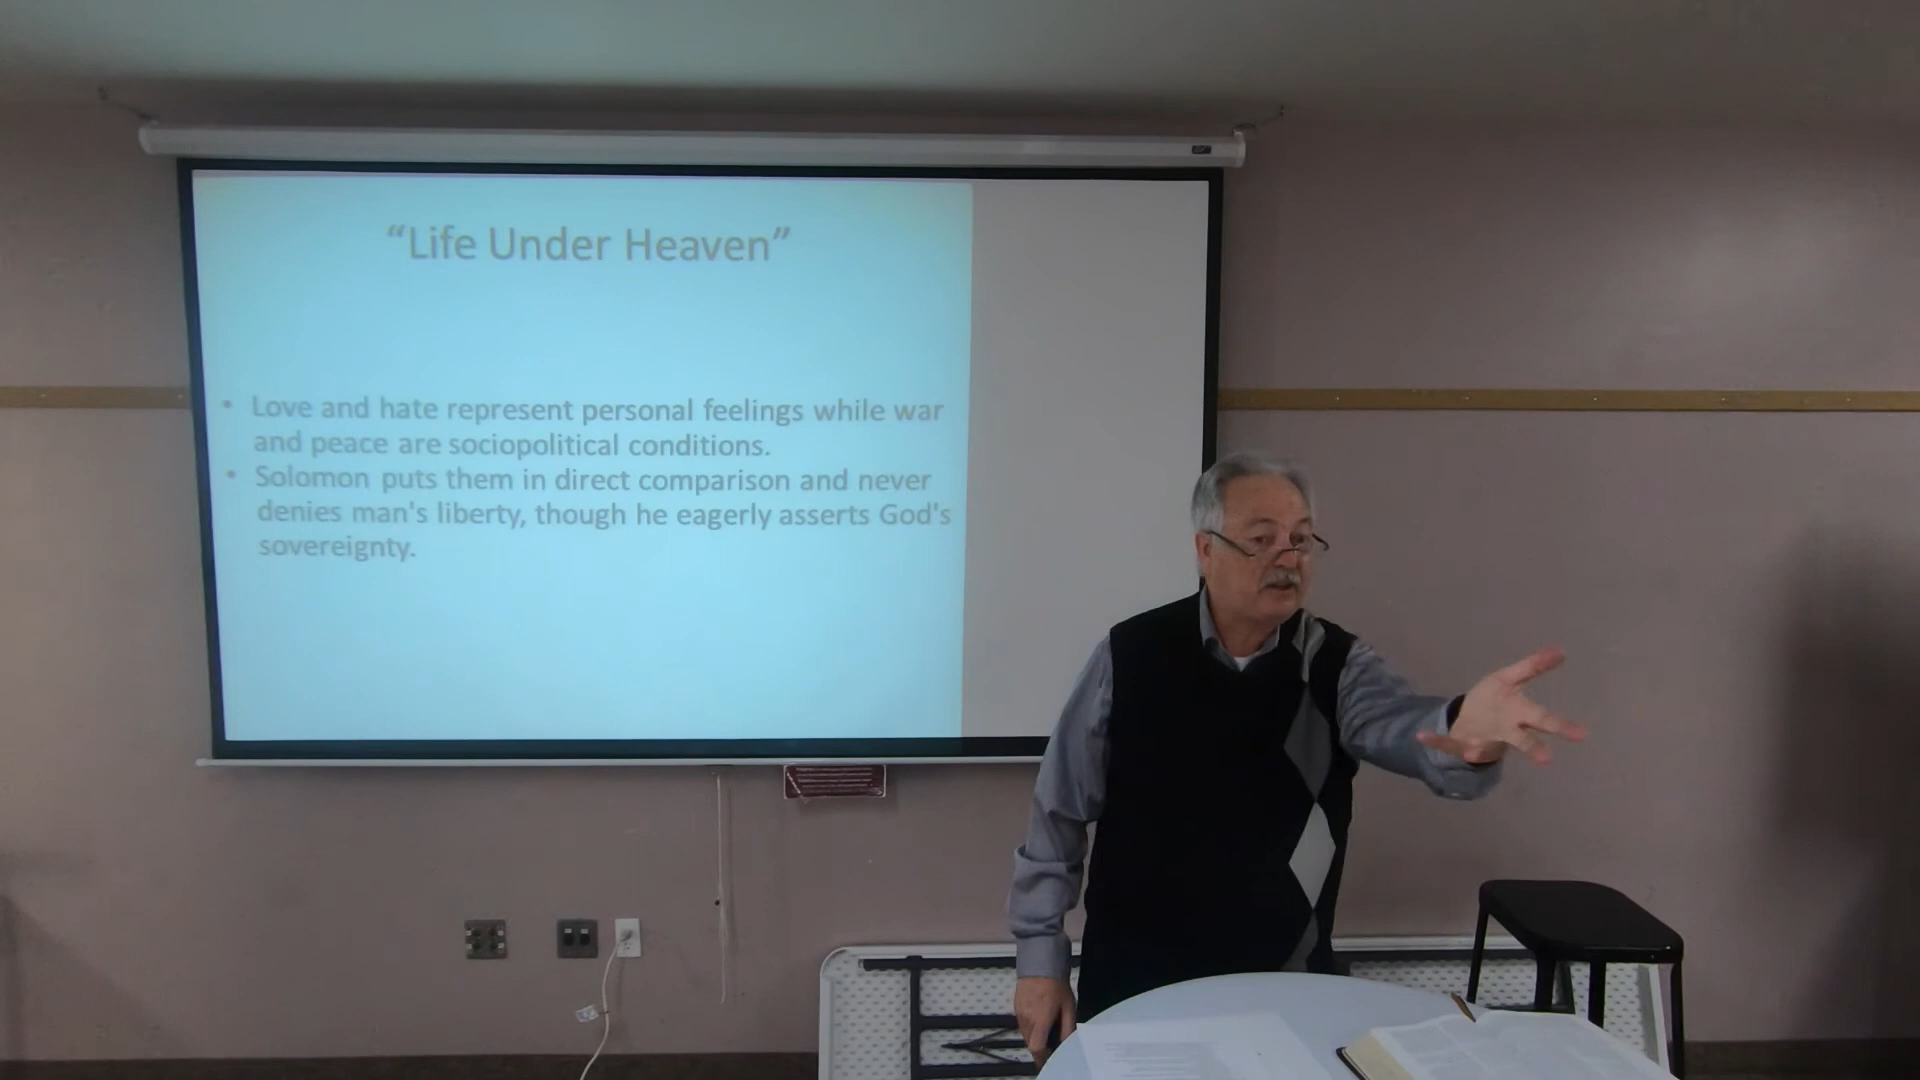 “Life Under Heaven”
• Love and hate represent personal feelings while war
and peace are sociopolitical conditions.
• Solomon puts them in direct comparison and never
denies man's liberty, though he eagerly asserts God's
sovereignty.